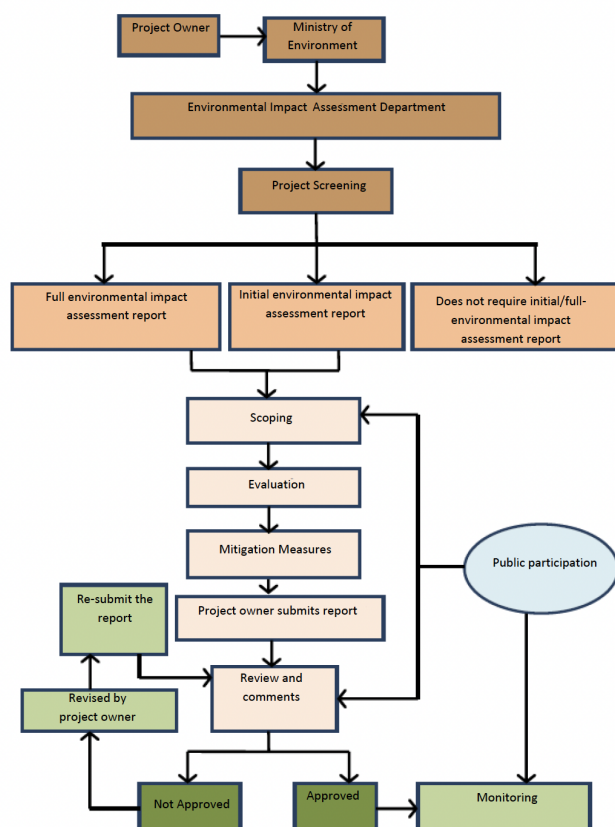 Project Owner
Ministry of
Environment
Environmental Impact Assessment Department
Project Screening
Full environmental impact
assessment report
Initial environmental impact
assessment report
Does not require initial/full-
environmental impact
assessment report
Scoping
Evaluation
Mitigation Measures
Public participation
Re-submit the
report
Project owner submits report
Review and
comments
Revised by
project owner
Not Approved
Approved
Monitoring